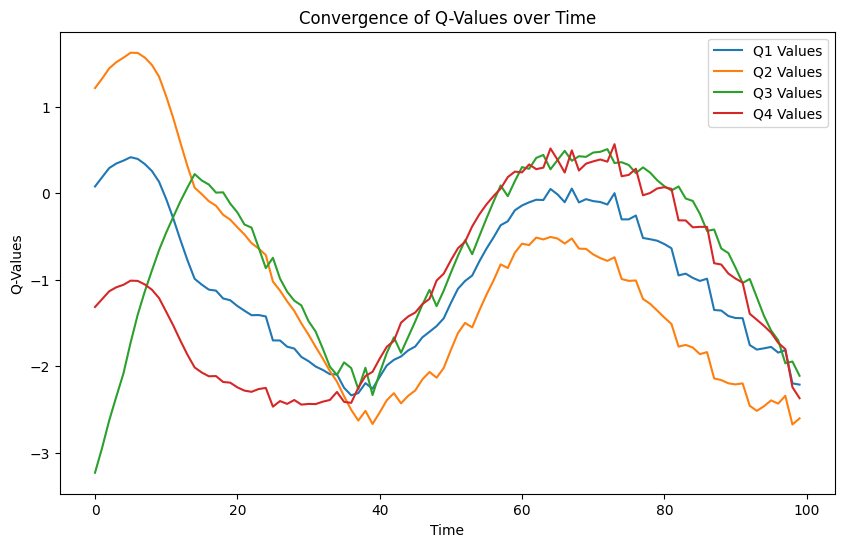 Convergence of Q-Values over Time
Q1 Values
Q2 Values
Q3 Values
Q4 Values
Q-Values
1
0
−1
−2
−3
0 20 40 60 80 100
Time